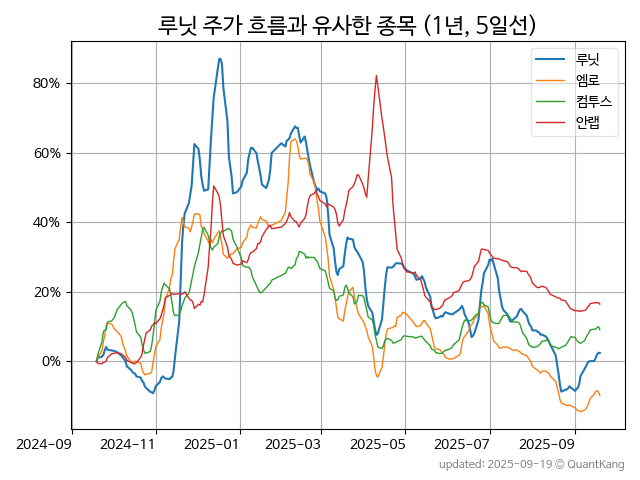 루닛 주가 흐름과 유사한 종목 (1년, 5일선)
루닛
엠로
컴투스
안랩
80%
60%
40%
20%
0%
2024-09 2024-11 2025-01 2025-03 2025-05 2025-07 2025-09
updated: 2025-09-19 © QuantKang